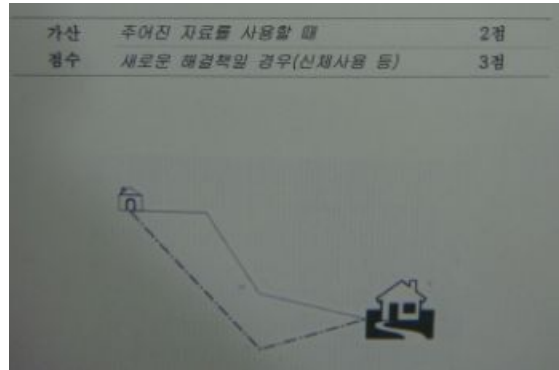 가산 주어진 자료를 사용할 때 2점
점수 새로운 해결책일 경우(신체사용 등) 3점